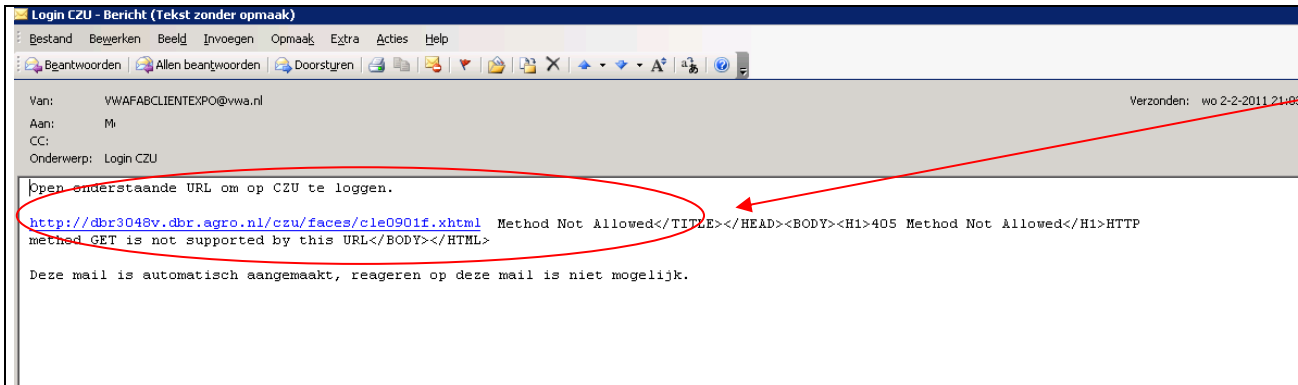 Login CZU - Bericht (Tekst zonder opmaak)
Bestand Bewerken Beeld Invoegen Opmaak Extra Acties Help
Beantwoorden Allen beantwoorden Doorsturen
Van: VWAFABCLIENTEXPO@vwa.nl Verzonden: wo 2-2-2011
Aan:
CC:
Onderwerp: Login CZU
Open onderstaande URL om op CZU te loggen.
http://dbr3048v.dbr.agro.nl/czu/faces/cle0901f.xhtml Method Not Allowed</TITLE></HEAD><BODY><H1>405 Method Not Allowed</H1>HTTP
method GET is not supported by this URL</BODY></HTML>
Deze mail is automatisch aangemaakt, reageren op deze mail is niet mogelijk.